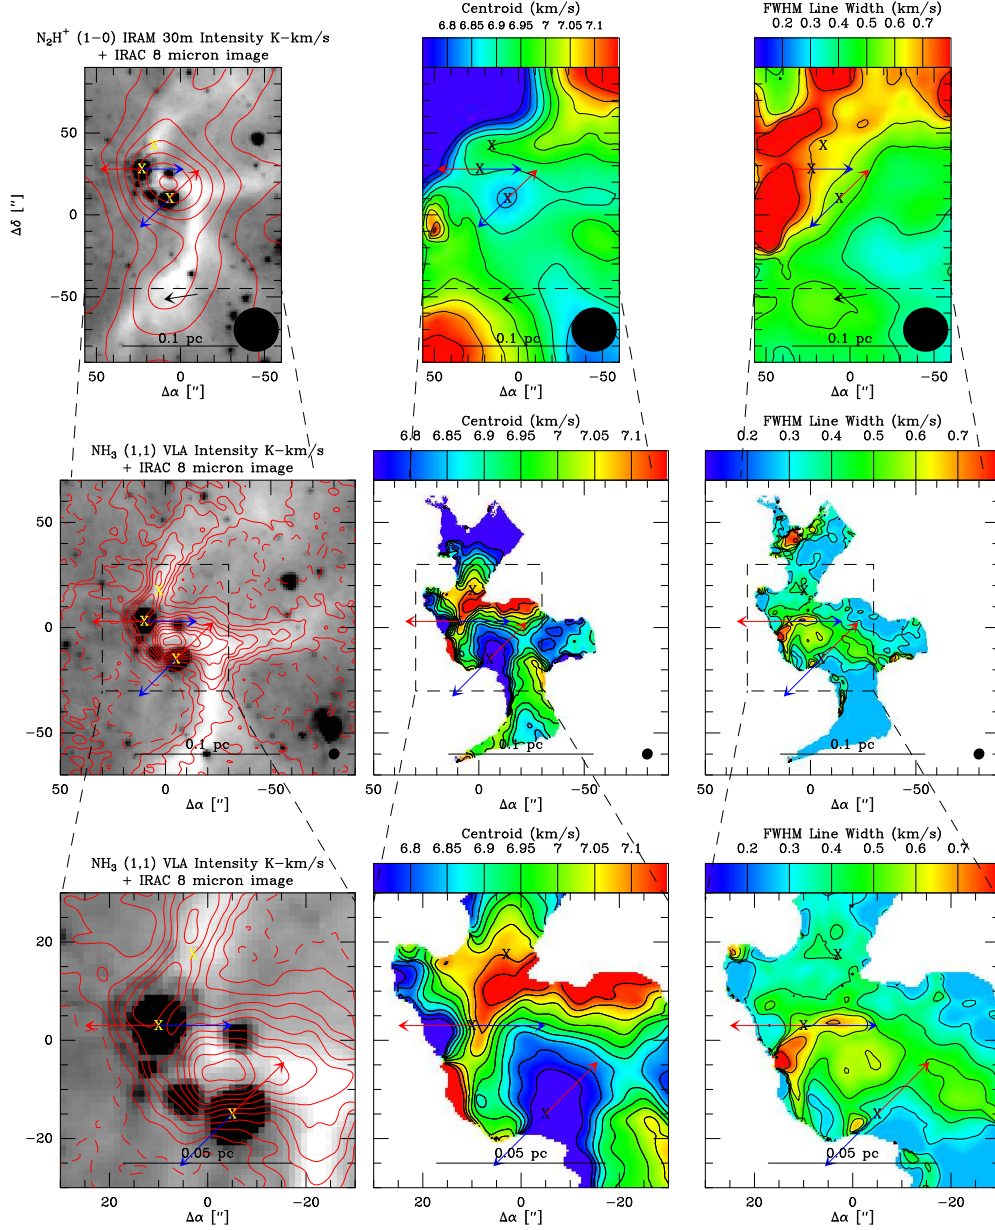 N₂H⁺ (1−0) IRAM 30m Intensity K−km/s
+ IRAC 8 micron image
Centroid (km/s)
6.8 6.85 6.9 6.95 7 7.05 7.1
FWHM Line Width (km/s)
0.2 0.3 0.4 0.5 0.6 0.7
50
0
−50
Δδ ["]
X
X
X
0.1 pc
50 0 −50
Δα ["]
X
X
X
0.1 pc
50 0 −50
Δα ["]
X
X
X
0.1 pc
50 0 −50
Δα ["]
NH₃ (1,1) VLA Intensity K−km/s
+ IRAC 8 micron image
Centroid (km/s)
6.8 6.85 6.9 6.95 7 7.05 7.1
FWHM Line Width (km/s)
0.2 0.3 0.4 0.5 0.6 0.7
50
0
−50
X
X
X
0.1 pc
50 0 −50
Δα ["]
X
X
X
0.1 pc
50 0 −50
Δα ["]
X
X
X
0.1 pc
50 0 −50
Δα ["]
NH₃ (1,1) VLA Intensity K−km/s
+ IRAC 8 micron image
Centroid (km/s)
6.8 6.85 6.9 6.95 7 7.05 7.1
FWHM Line Width (km/s)
0.2 0.3 0.4 0.5 0.6 0.7
20
0
−20
X
X
X
0.05 pc
20 0 −20
Δα ["]
X
X
X
0.05 pc
20 0 −20
Δα ["]
X
X
X
0.05 pc
20 0 −20
Δα ["]